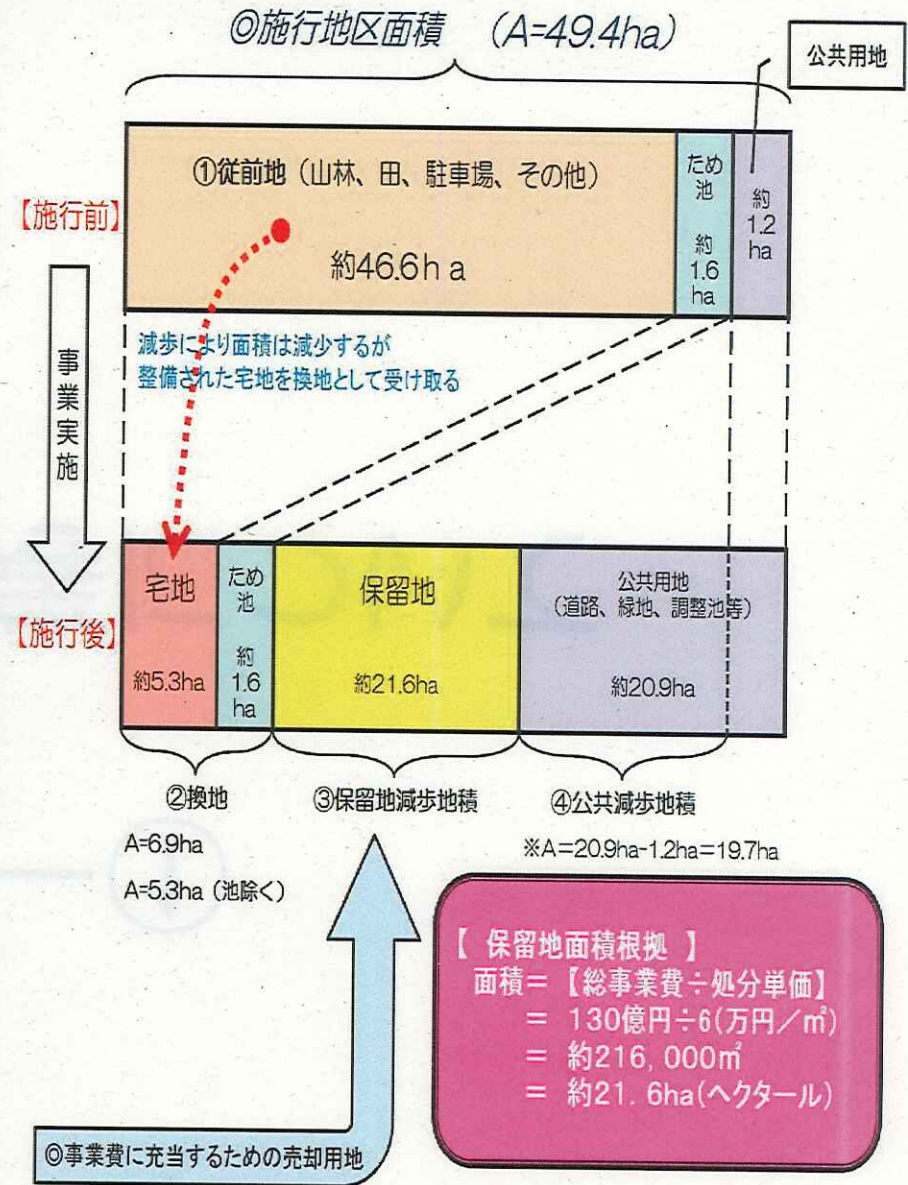 ◎施行地区面積 （A=49.4ha）
公共用地
【施行前】
①従前地（山林、田、駐車場、その他）
約46.6ｈａ
ため
池
約
1.6
ha
約
1.2
ha
減歩により面積は減少するが
整備された宅地を換地として受け取る
事業実施
【施行後】
宅地
約5.3ha
ため
池
約
1.6
ha
保留地
約21.6ha
公共用地
（道路、緑地、調整池等）
約20.9ha
②換地
A=6.9ha
A=5.3ha（池除く）
③保留地減歩地積
④公共減歩地積
※A=20.9ha-1.2ha=19.7ha
【 保留地面積根拠 】
面積＝【総事業費÷処分単価】
＝ 130億円÷6(万円／㎡)
＝ 約216,000㎡
＝ 約21.6ha(ヘクタール)
◎事業費に充当するための売却用地